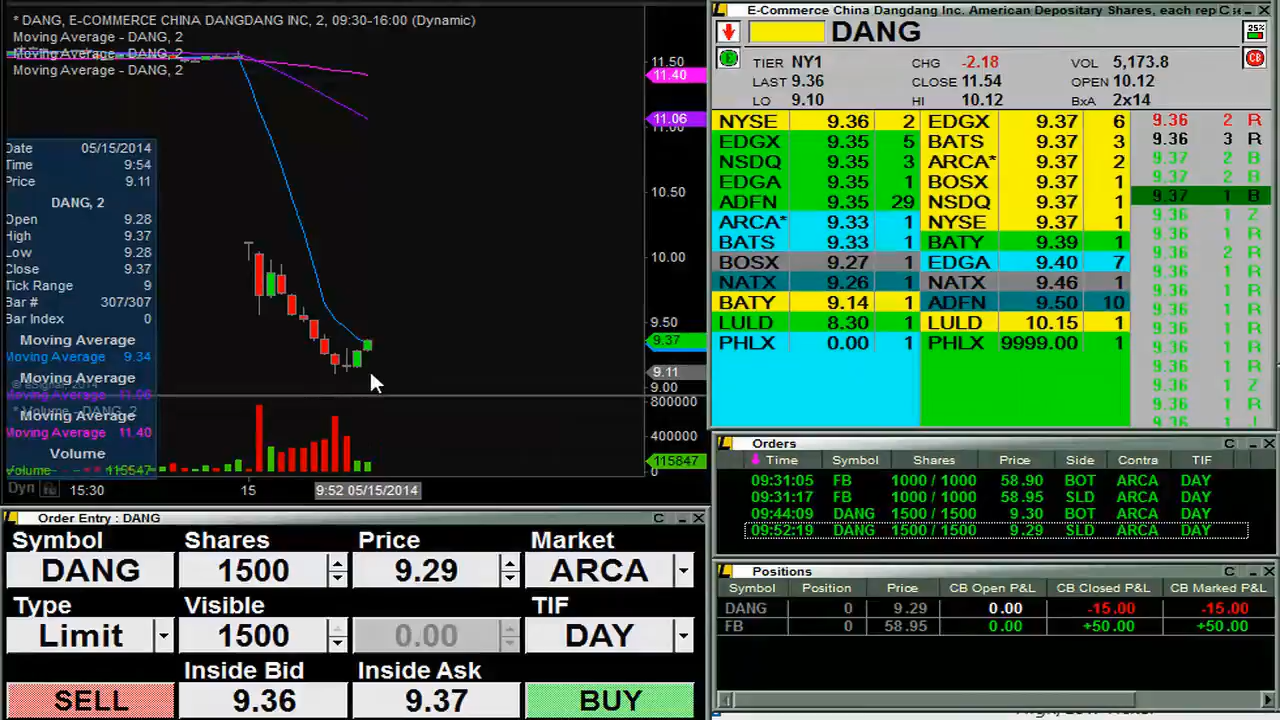 * DANG, E-COMMERCE CHINA DANGDANG INC, 2, 09:30-16:00 (Dynamic)
Moving Average - DANG, 2
Moving Average - DANG, 2
Moving Average - DANG, 2
11.50
11.40
11.06
11.00
10.50
10.00
9.50
9.37
9.11
9.00
800000
400000
115847
0
Date 05/15/2014
Time 9:54
Price 9.11
DANG, 2
Open 9.28
High 9.37
Low 9.28
Close 9.37
Tick Range 9
Bar # 307/307
Bar Index 0
Moving Average
Moving Average 9.34
Moving Average
© eSignal, 2014
Moving Average 11.06
* Volume - DANG, 2
Moving Average
Moving Average 11.40
Volume
Volume 115547
Dyn 15:30 15 9:52 05/15/2014
Order Entry : DANG C
Symbol Shares Price Market
DANG 1500 9.29 ARCA
Type Visible TIF
Limit 1500 0.00 DAY
Inside Bid Inside Ask
SELL 9.36 9.37 BUY
E-Commerce China Dangdang Inc. American Depositary Shares, each rep C
DANG 25%
E CB
TIER NY1 CHG -2.18 VOL 5,173.8
LAST 9.36 CLOSE 11.54 OPEN 10.12
LO 9.10 HI 10.12 BxA 2x14
NYSE 9.36 2 EDGX 9.37 6 9.36 2 R
EDGX 9.35 5 BATS 9.37 3 9.36 3 R
NSDQ 9.35 3 ARCA* 9.37 2 9.37 2 B
EDGA 9.35 1 BOSX 9.37 1 9.37 2 B
ADFN 9.35 29 NSDQ 9.37 1 9.37 1 B
ARCA* 9.33 1 NYSE 9.37 1 9.36 1 Z
BATS 9.33 1 BATY 9.39 1 9.36 1 R
BOSX 9.27 1 EDGA 9.40 7 9.36 2 R
NATX 9.26 1 NATX 9.46 1 9.36 1 R
BATY 9.14 1 ADFN 9.50 10 9.36 1 R
LULD 8.30 1 LULD 10.15 1 9.36 1 R
PHLX 0.00 1 PHLX 9999.00 1 9.36 1 R
9.36 1 R
9.36 1 R
9.36 1 Z
9.36 1 R
Orders C
Time Symbol Shares Price Side Contra TIF
09:31:05 FB 1000 / 1000 58.90 BOT ARCA DAY
09:31:17 FB 1000 / 1000 58.95 SLD ARCA DAY
09:44:09 DANG 1500 / 1500 9.30 BOT ARCA DAY
09:52:19 DANG 1500 / 1500 9.29 SLD ARCA DAY
Positions C
Symbol Position Price CB Open P&L CB Closed P&L CB Marked P&L
DANG 0 9.29 0.00 -15.00 -15.00
FB 0 58.95 0.00 +50.00 +50.00